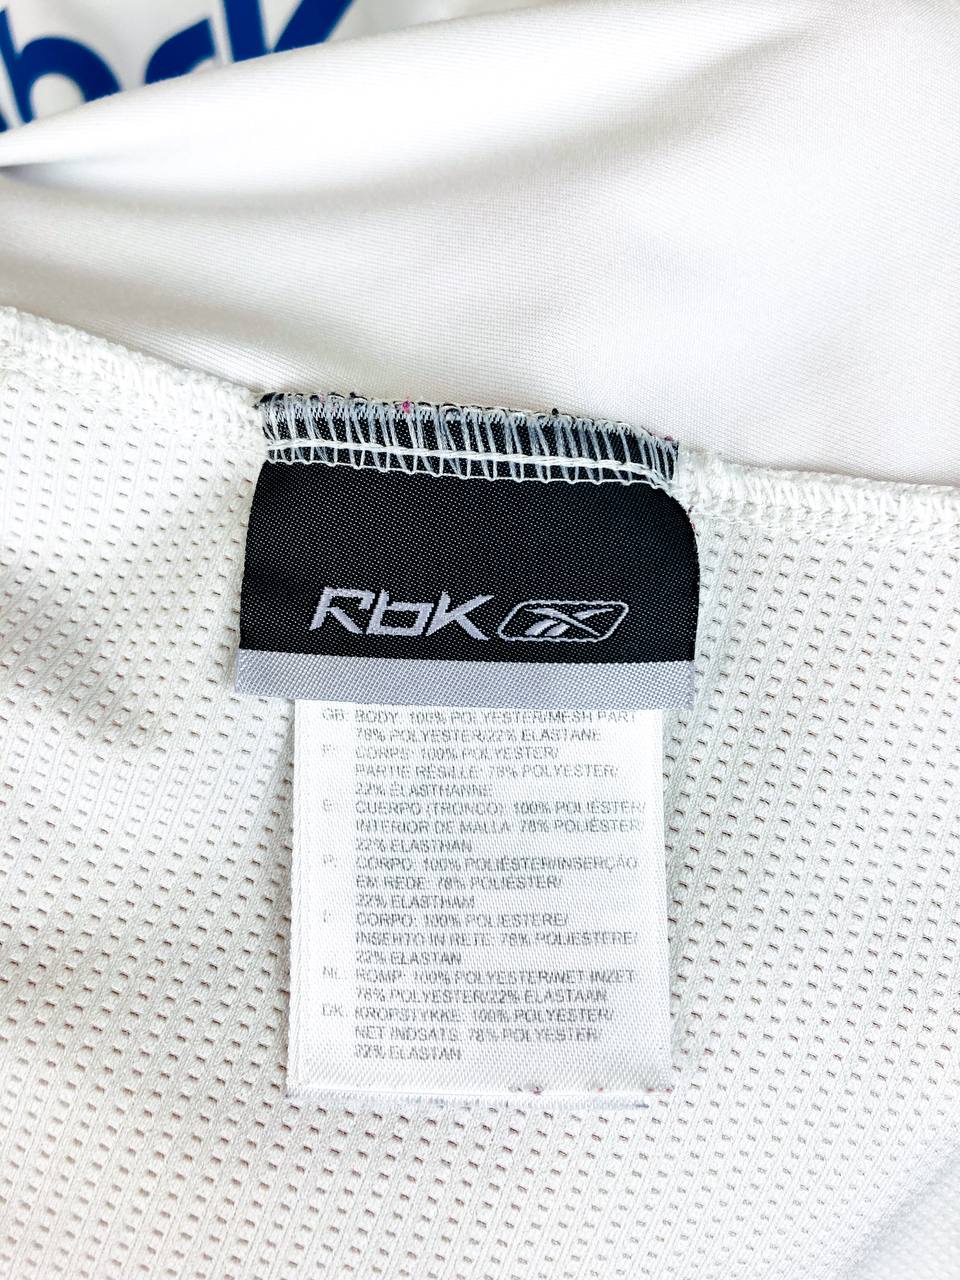 RbK
GB: BODY: 100% POLYESTER/MESH PART
78% POLYESTER/22% ELASTANE
F: CORPS: 100% POLYESTER/
PARTIE RÉSILLE: 78% POLYESTER/
22% ELASTHANNE
E: CUERPO (TRONCO): 100% POLIÉSTER/
INTERIOR DE MALLA: 78% POLIÉSTER/
22% ELASTHAN
P: CORPO: 100% POLIÉSTER/INSERÇÃO
EM REDE: 78% POLIÉSTER/
22% ELASTHAM
I: CORPO: 100% POLIESTERE/
INSERTO IN RETE: 78% POLIESTERE/
22% ELASTAN
NL: ROMP: 100% POLYESTER/NET INZET
78% POLYESTER/22% ELASTAAN
DK: KROPSTYKKE: 100% POLYESTER/
NET INDSATS: 78% POLYESTER/
22% ELASTAN